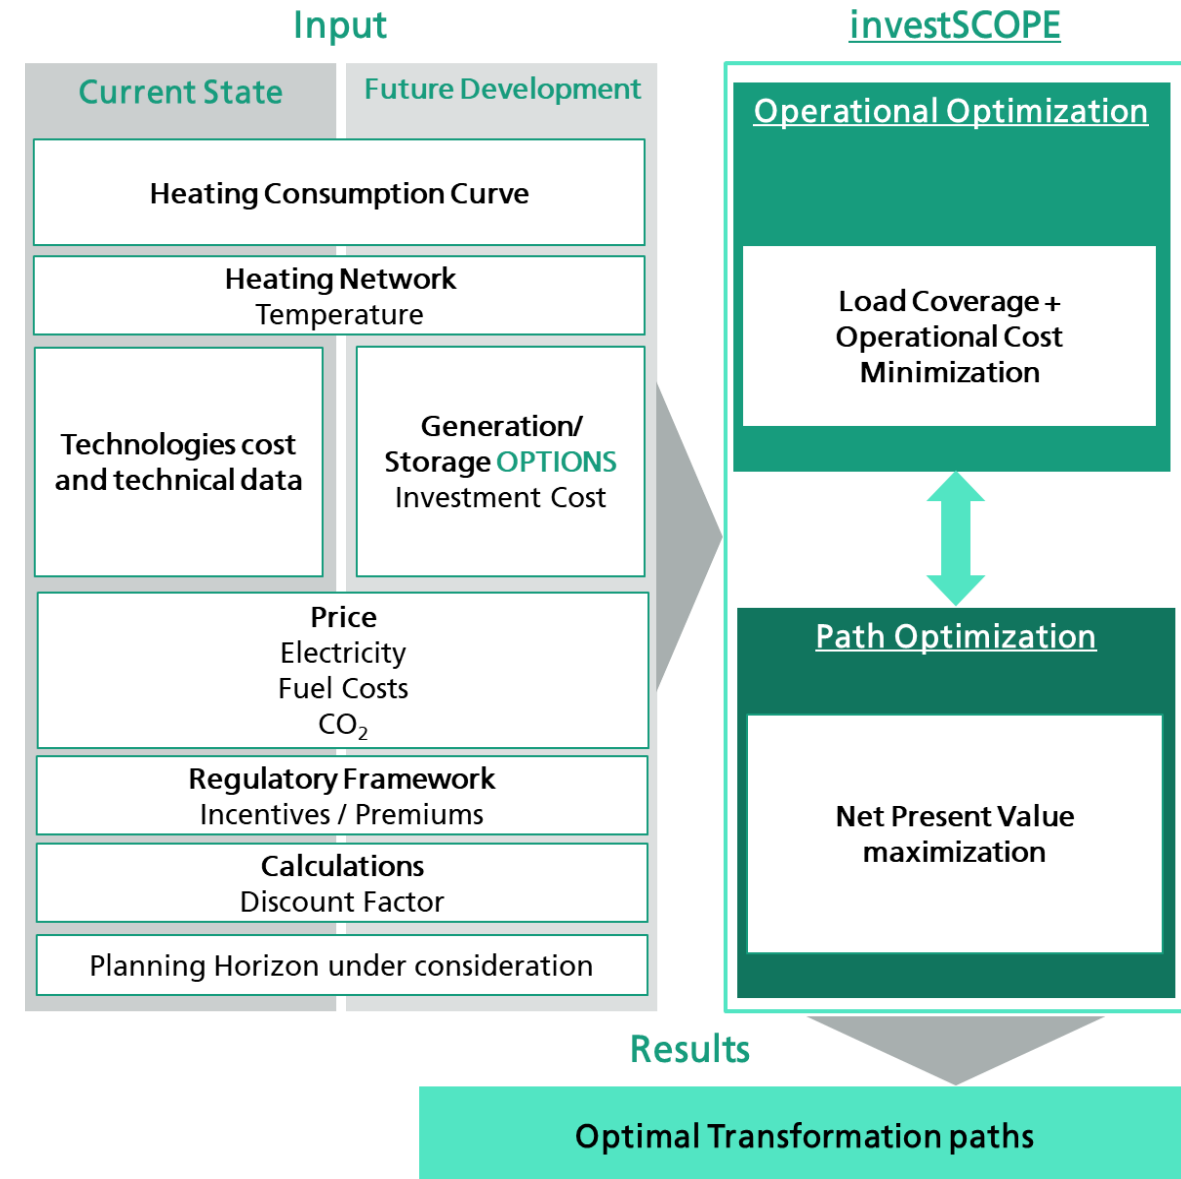 Input
Current State
Future Development
Heating Consumption Curve
Heating Network
Temperature
Technologies cost
and technical data
Generation/
Storage OPTIONS
Investment Cost
Price
Electricity
Fuel Costs
CO₂
Regulatory Framework
Incentives / Premiums
Calculations
Discount Factor
Planning Horizon under consideration
investSCOPE
Operational Optimization
Load Coverage +
Operational Cost
Minimization
Path Optimization
Net Present Value
maximization
Results
Optimal Transformation paths